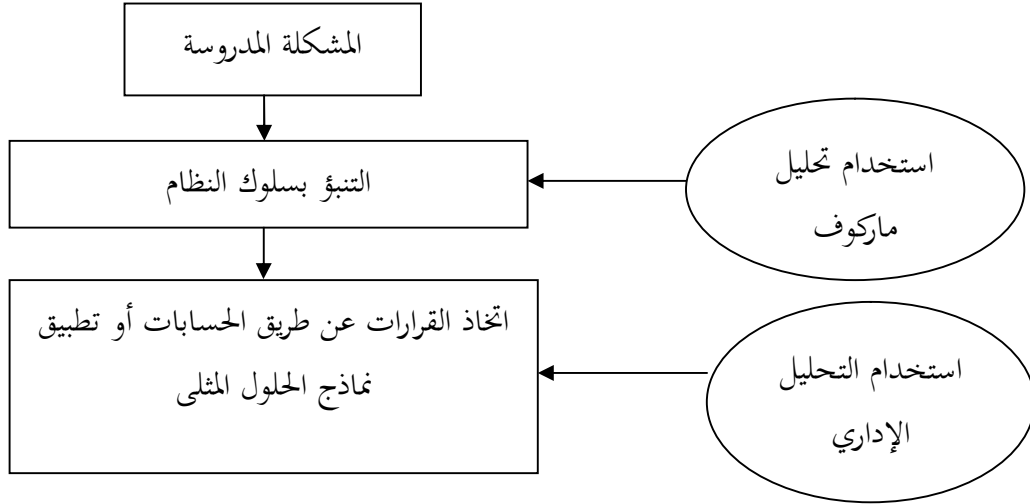 المشكلة المدروسة
التنبؤ بسلوك النظام
استخدام تحليل
ماركوف
اتخاذ القرارات عن طريق الحسابات أو تطبيق
نماذج الحلول المثلى
استخدام التحليل
الإداري